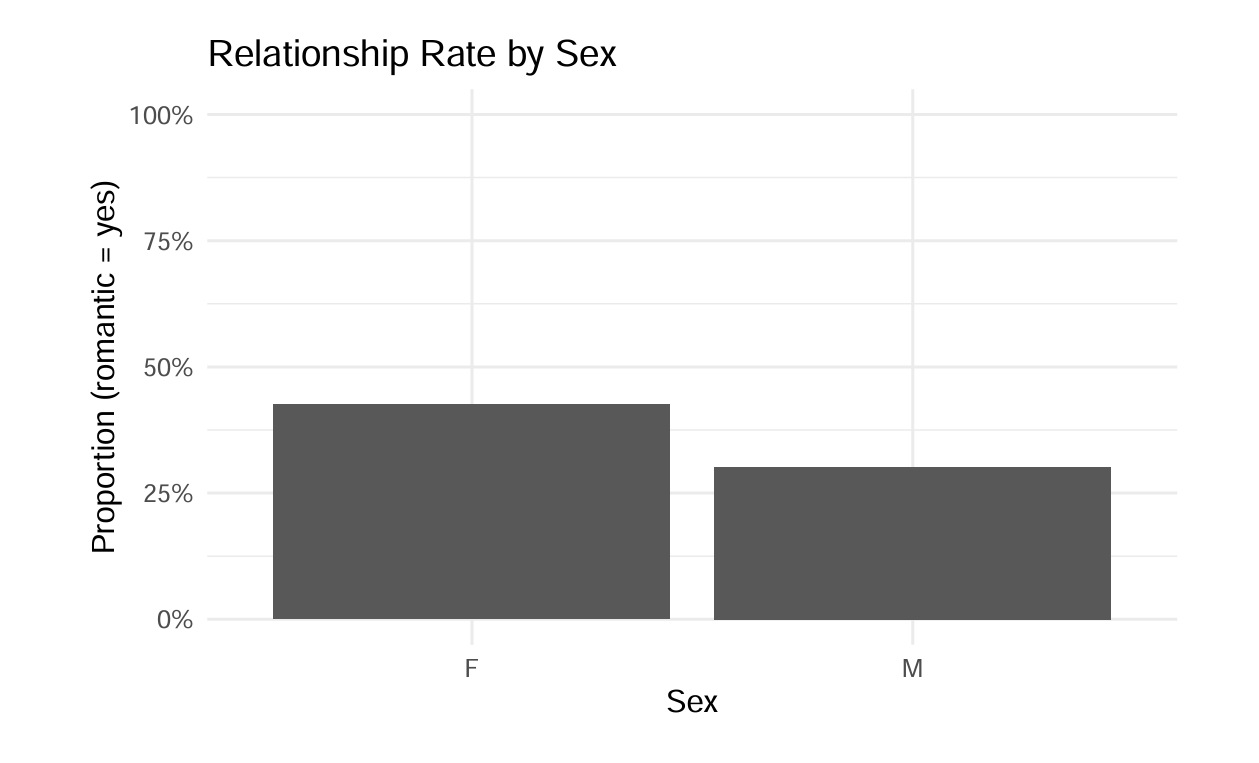 Relationship Rate by Sex
100%
75%
50%
25%
0%
Proportion (romantic = yes)
F
M
Sex